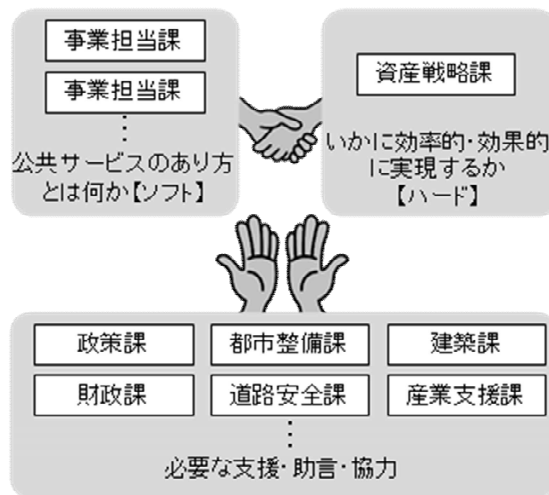 事業担当課
事業担当課
⋮
公共サービスのあり方
とは何か【ソフト】
資産戦略課
いかに効率的・効果的
に実現するか
【ハード】
政策課
都市整備課
建築課
財政課
道路安全課
産業支援課
⋮
必要な支援・助言・協力